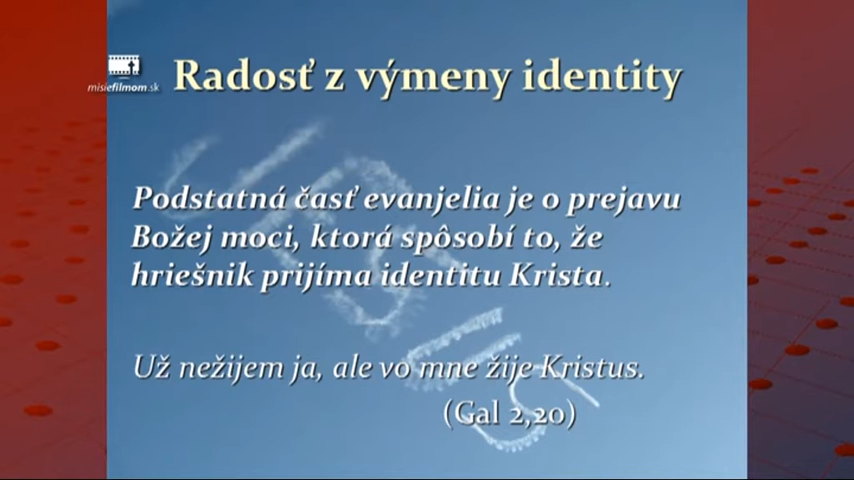 misiefilmom.sk
Radosť z výmeny identity
Podstatná časť evanjelia je o prejavu
Božej moci, ktorá spôsobí to, že
hriešnik prijíma identitu Krista.
Už nežijem ja, ale vo mne žije Kristus.
(Gal 2,20)
JESUS